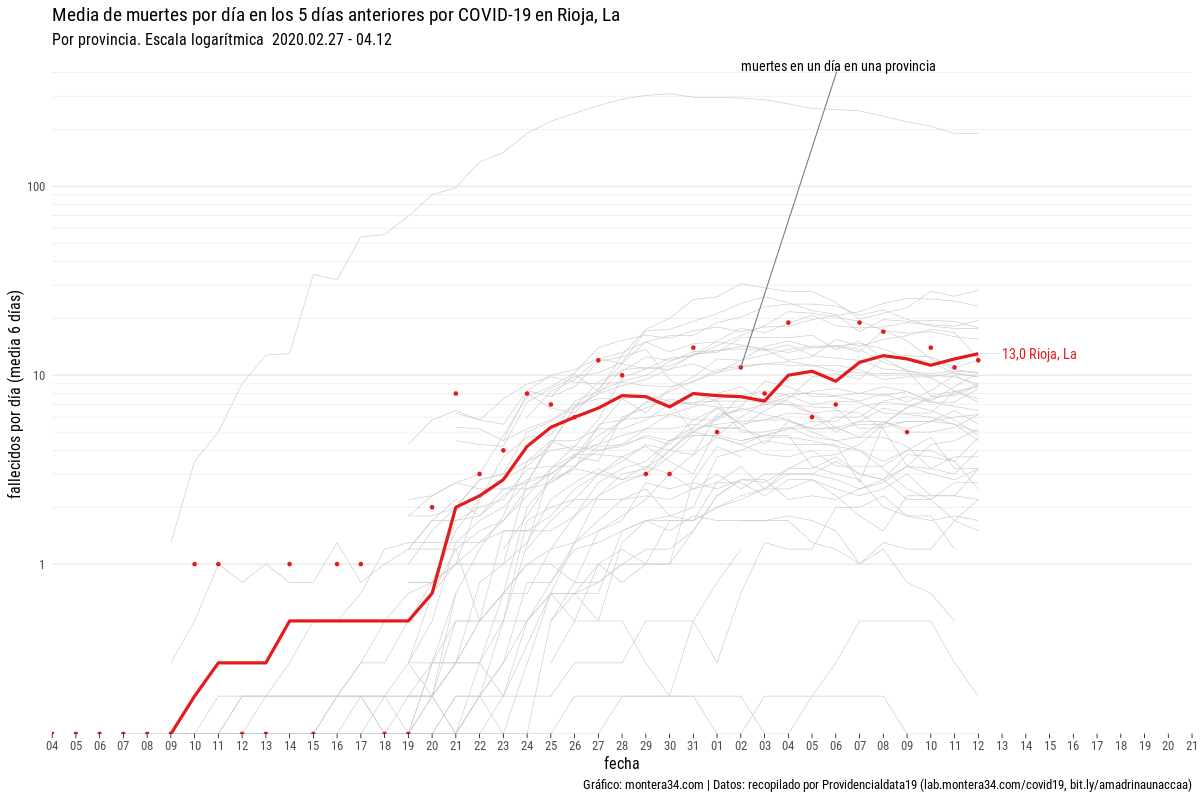 Media de muertes por día en los 5 días anteriores por COVID-19 en Rioja, La
Por provincia. Escala logarítmica  2020.02.27 - 04.12
muertes en un día en una provincia
fallecidos por día (media 6 días)
100
10
1
13,0 Rioja, La
04 05 06 07 08 09 10 11 12 13 14 15 16 17 18 19 20 21 22 23 24 25 26 27 28 29 30 31 01 02 03 04 05 06 07 08 09 10 11 12 13 14 15 16 17 18 19 20 21
fecha
Gráfico: montera34.com | Datos: recopilado por Providencialdata19 (lab.montera34.com/covid19, bit.ly/amadrinaunaccaa)